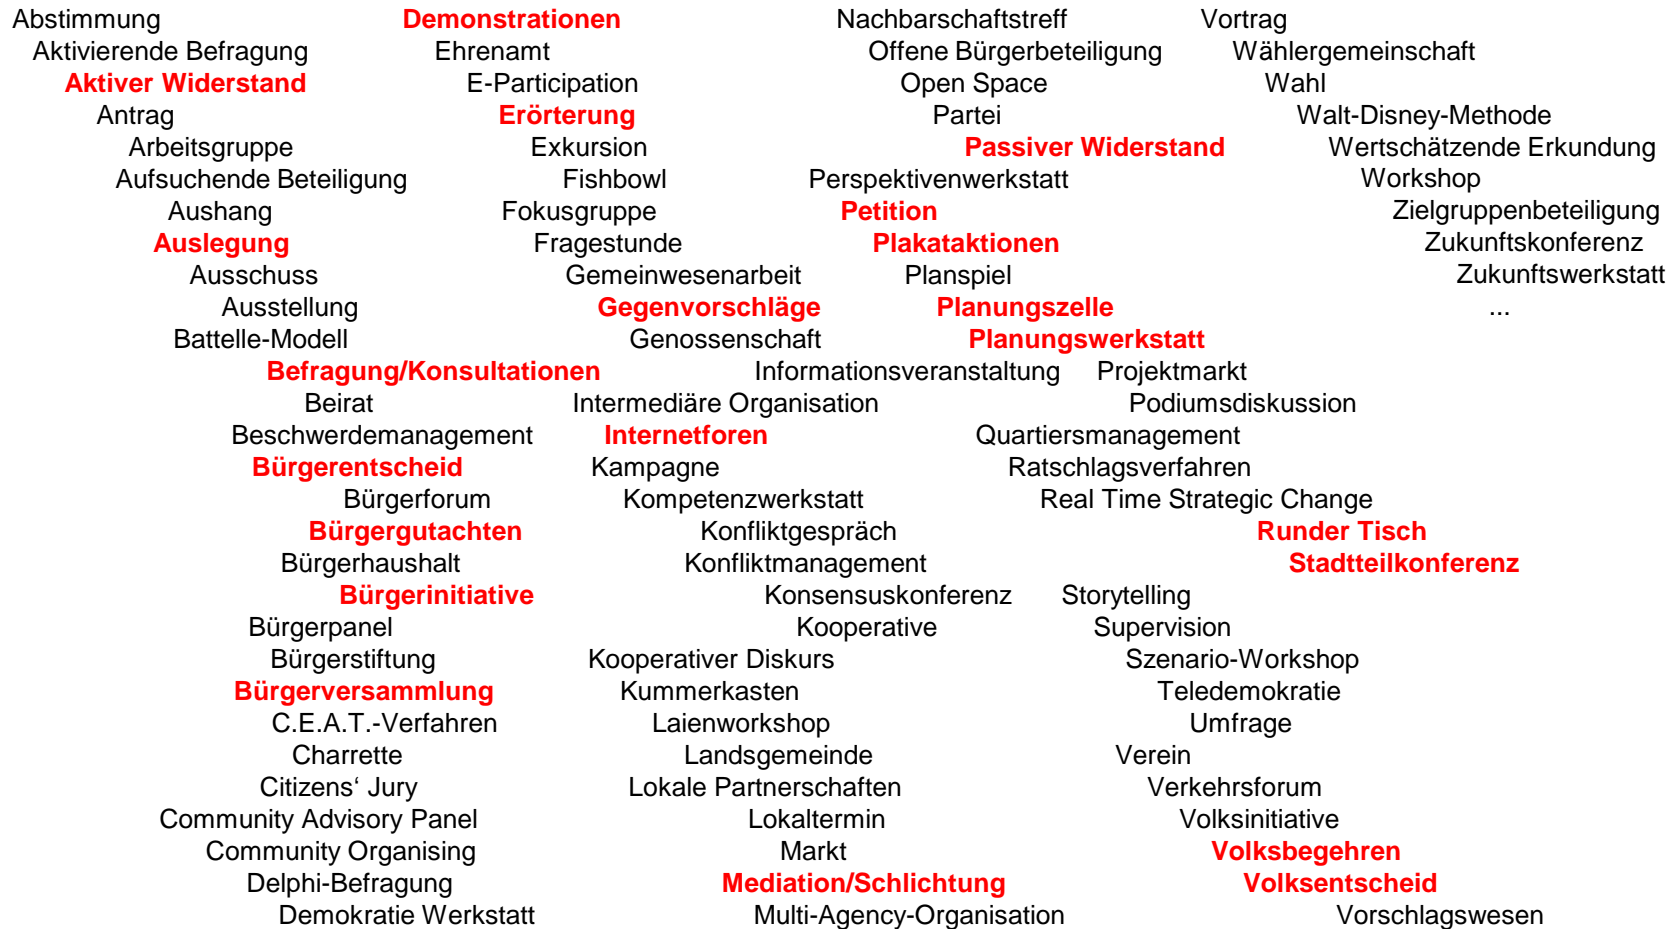 Abstimmung
Aktivierende Befragung
Aktiver Widerstand
Antrag
Arbeitsgruppe
Aufsuchende Beteiligung
Aushang
Auslegung
Ausschuss
Ausstellung
Battelle-Modell
Befragung/Konsultationen
Beirat
Beschwerdemanagement
Bürgerentscheid
Bürgerforum
Bürgergutachten
Bürgerhaushalt
Bürgerinitiative
Bürgerpanel
Bürgerstiftung
Bürgerversammlung
C.E.A.T.-Verfahren
Charrette
Citizens‘ Jury
Community Advisory Panel
Community Organising
Delphi-Befragung
Demokratie Werkstatt
Demonstrationen
Ehrenamt
E-Participation
Erörterung
Exkursion
Fishbowl
Fokusgruppe
Fragestunde
Gemeinwesenarbeit
Gegenvorschläge
Genossenschaft
Informationsveranstaltung
Intermediäre Organisation
Internetforen
Kampagne
Kompetenzwerkstatt
Konfliktgespräch
Konfliktmanagement
Konsensuskonferenz
Kooperative
Kooperativer Diskurs
Kummerkasten
Laienworkshop
Landsgemeinde
Lokale Partnerschaften
Lokaltermin
Markt
Mediation/Schlichtung
Multi-Agency-Organisation
Nachbarschaftstreff
Offene Bürgerbeteiligung
Open Space
Partei
Passiver Widerstand
Perspektivenwerkstatt
Petition
Plakataktionen
Planspiel
Planungszelle
Planungswerkstatt
Projektmarkt
Podiumsdiskussion
Quartiersmanagement
Ratschlagsverfahren
Real Time Strategic Change
Runder Tisch
Stadtteilkonferenz
Storytelling
Supervision
Szenario-Workshop
Teledemokratie
Umfrage
Verein
Verkehrsforum
Volksinitiative
Volksbegehren
Volksentscheid
Vorschlagswesen
Vortrag
Wählergemeinschaft
Wahl
Walt-Disney-Methode
Wertschätzende Erkundung
Workshop
Zielgruppenbeteiligung
Zukunftskonferenz
Zukunftswerkstatt
...